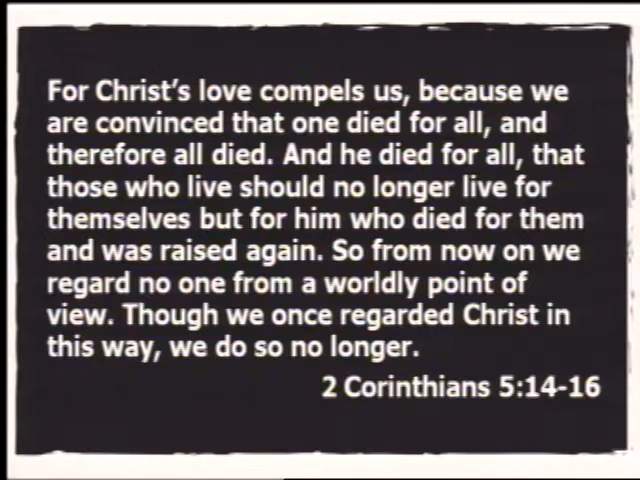 For Christ's love compels us, because we
are convinced that one died for all, and
therefore all died. And he died for all, that
those who live should no longer live for
themselves but for him who died for them
and was raised again. So from now on we
regard no one from a worldly point of
view. Though we once regarded Christ in
this way, we do so no longer.
2 Corinthians 5:14-16